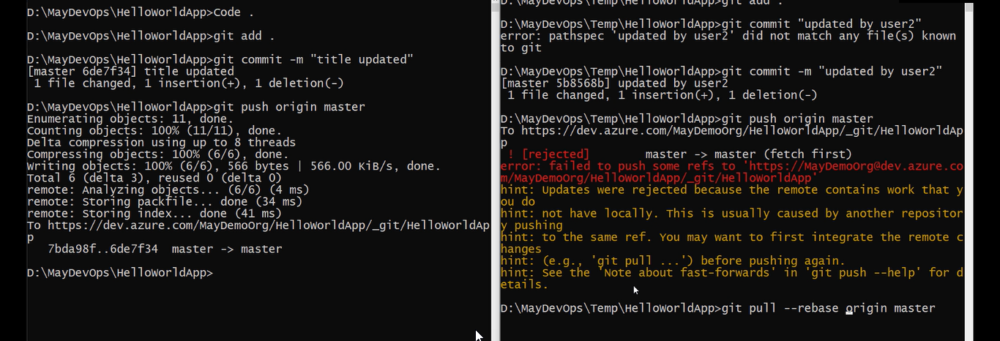 D:\MayDevOps\HelloWorldApp>Code .
D:\MayDevOps\HelloWorldApp>git add .
D:\MayDevOps\HelloWorldApp>git commit -m "title updated"
[master 6de7f34] title updated
1 file changed, 1 insertion(+), 1 deletion(-)
D:\MayDevOps\HelloWorldApp>git push origin master
Enumerating objects: 11, done.
Counting objects: 100% (11/11), done.
Delta compression using up to 8 threads
Compressing objects: 100% (6/6), done.
Writing objects: 100% (6/6), 566 bytes | 566.00 KiB/s, done.
Total 6 (delta 3), reused 0 (delta 0)
remote: Analyzing objects... (6/6) (4 ms)
remote: Storing packfile... done (34 ms)
remote: Storing index... done (41 ms)
To https://dev.azure.com/MayDemoOrg/HelloWorldApp/_git/HelloWorldAp
p
7bda98f..6de7f34  master -> master
D:\MayDevOps\HelloWorldApp>
D:\MayDevOps\Temp\HelloWorldApp>git add .
D:\MayDevOps\Temp\HelloWorldApp>git commit "updated by user2"
error: pathspec 'updated by user2' did not match any file(s) known
to git
D:\MayDevOps\Temp\HelloWorldApp>git commit -m "updated by user2"
[master 5b8568b] updated by user2
1 file changed, 1 insertion(+), 1 deletion(-)
D:\MayDevOps\Temp\HelloWorldApp>git push origin master
To https://dev.azure.com/MayDemoOrg/HelloWorldApp/_git/HelloWorldAp
p
! [rejected]        master -> master (fetch first)
error: failed to push some refs to 'https://MayDemoOrg@dev.azure.co
m/MayDemoOrg/HelloWorldApp/_git/HelloWorldApp'
hint: Updates were rejected because the remote contains work that y
ou do
hint: not have locally. This is usually caused by another repositor
y pushing
hint: to the same ref. You may want to first integrate the remote c
hanges
hint: (e.g., 'git pull ...') before pushing again.
hint: See the 'Note about fast-forwards' in 'git push --help' for d
etails.
D:\MayDevOps\Temp\HelloWorldApp>git pull --rebase origin master